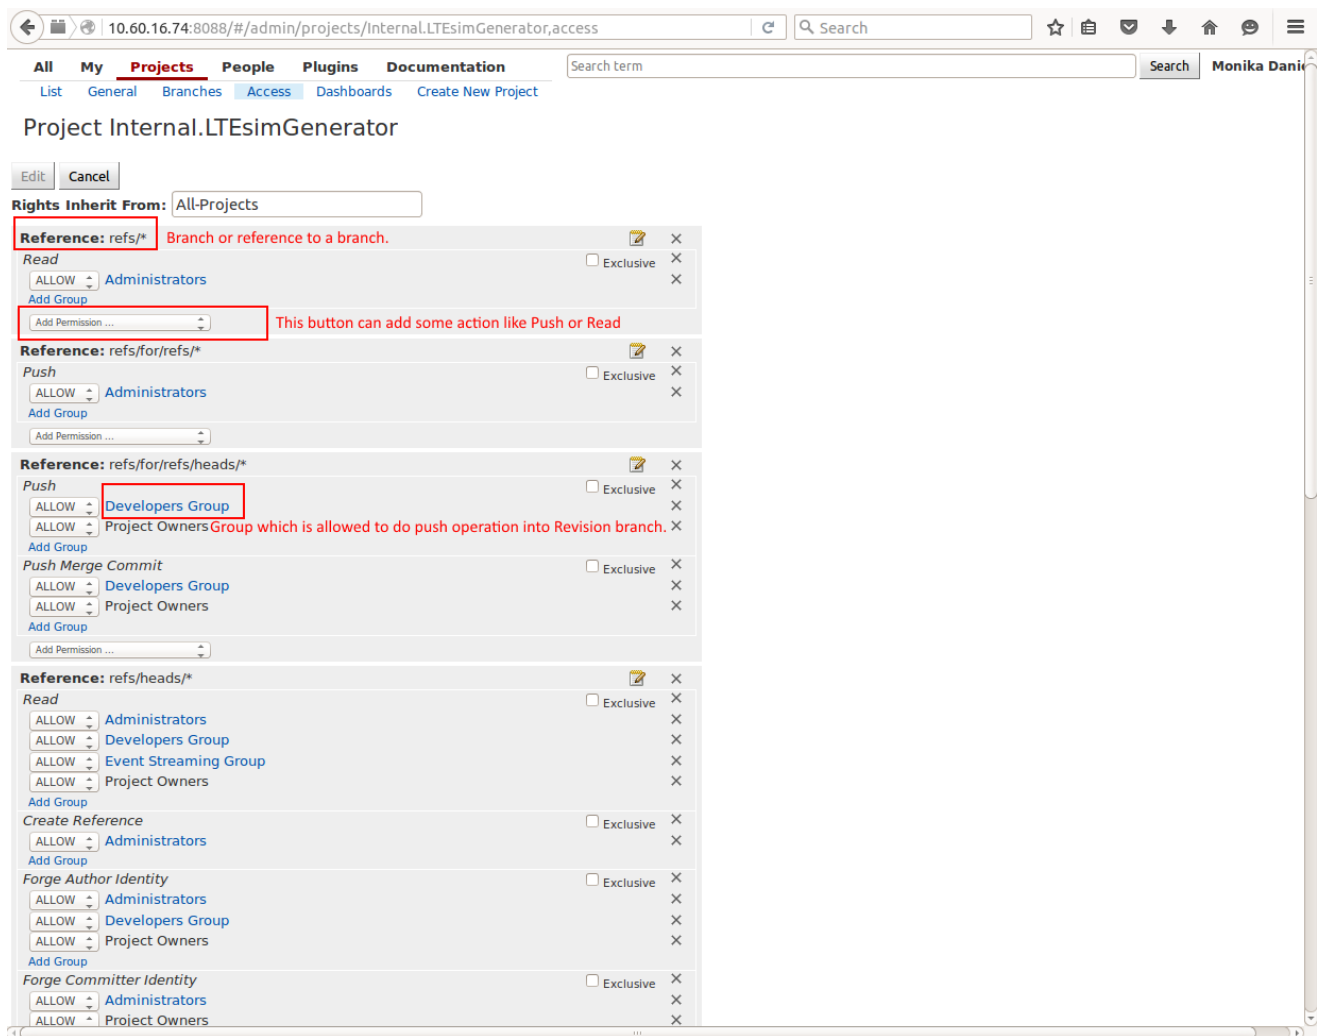 10.60.16.74:8088/#/admin/projects/Internal.LTEsimGenerator,access
Search
All My Projects People Plugins Documentation
Search term
Search
Monika Danie
List General Branches Access Dashboards Create New Project
Project Internal.LTEsimGenerator
Edit Cancel
Rights Inherit From: All-Projects
Reference: refs/* Branch or reference to a branch.
Read Exclusive
ALLOW Administrators
Add Group
Add Permission ... This button can add some action like Push or Read
Reference: refs/for/refs/*
Push Exclusive
ALLOW Administrators
Add Group
Add Permission ...
Reference: refs/for/refs/heads/*
Push Exclusive
ALLOW Developers Group
ALLOW Project Owners Group which is allowed to do push operation into Revision branch.
Add Group
Push Merge Commit Exclusive
ALLOW Developers Group
ALLOW Project Owners
Add Group
Add Permission ...
Reference: refs/heads/*
Read Exclusive
ALLOW Administrators
ALLOW Developers Group
ALLOW Event Streaming Group
ALLOW Project Owners
Add Group
Create Reference Exclusive
ALLOW Administrators
Add Group
Forge Author Identity Exclusive
ALLOW Administrators
ALLOW Developers Group
ALLOW Project Owners
Add Group
Forge Committer Identity Exclusive
ALLOW Administrators
ALLOW Project Owners